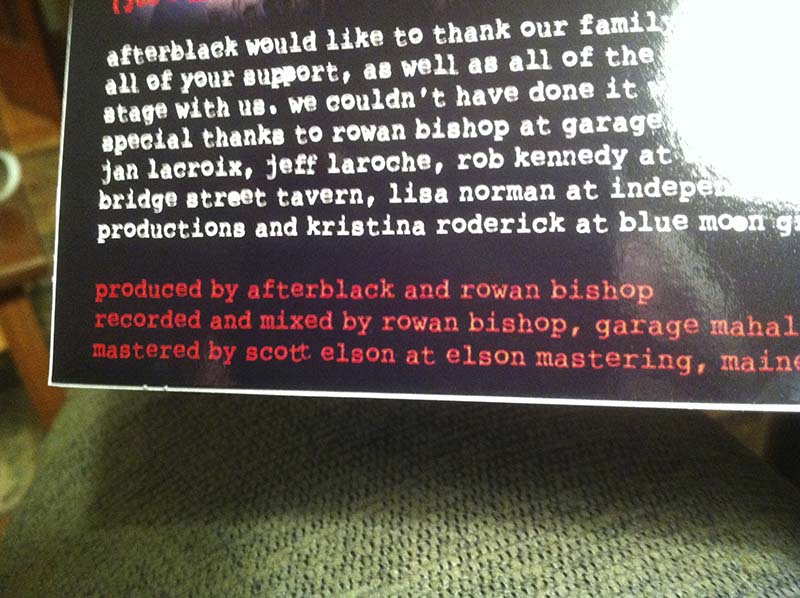 afterblack would like to thank our family
all of your support, as well as all of the
stage with us. we couldn't have done it
special thanks to rowan bishop at garage
jan lacroix, jeff laroche, rob kennedy at
bridge street tavern, lisa norman at indepen
productions and kristina roderick at blue moon g
produced by afterblack and rowan bishop
recorded and mixed by rowan bishop, garage mahal
mastered by scott elson at elson mastering, maine